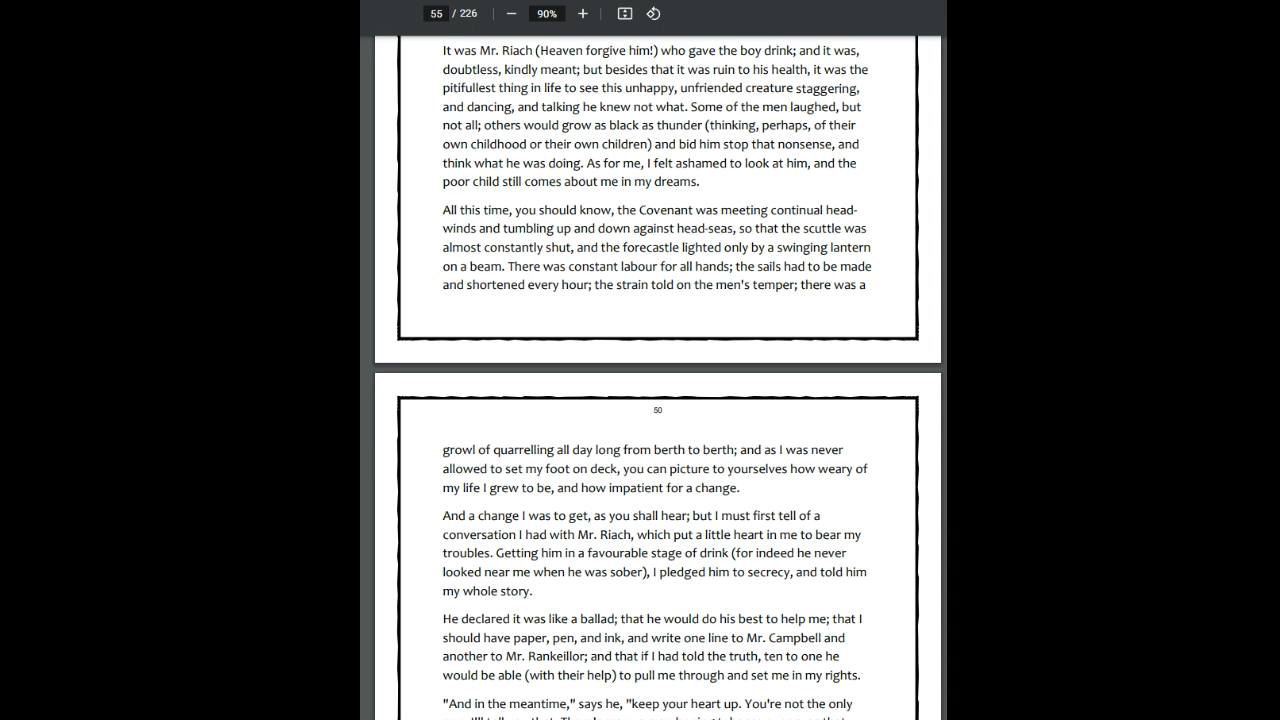 55 / 226
90%
It was Mr. Riach (Heaven forgive him!) who gave the boy drink; and it was,
doubtless, kindly meant; but besides that it was ruin to his health, it was the
pitifullest thing in life to see this unhappy, unfriended creature staggering,
and dancing, and talking he knew not what. Some of the men laughed, but
not all; others would grow as black as thunder (thinking, perhaps, of their
own childhood or their own children) and bid him stop that nonsense, and
think what he was doing. As for me, I felt ashamed to look at him, and the
poor child still comes about me in my dreams.
All this time, you should know, the Covenant was meeting continual head-
winds and tumbling up and down against head-seas, so that the scuttle was
almost constantly shut, and the forecastle lighted only by a swinging lantern
on a beam. There was constant labour for all hands; the sails had to be made
and shortened every hour; the strain told on the men's temper; there was a
50
growl of quarrelling all day long from berth to berth; and as I was never
allowed to set my foot on deck, you can picture to yourselves how weary of
my life I grew to be, and how impatient for a change.
And a change I was to get, as you shall hear; but I must first tell of a
conversation I had with Mr. Riach, which put a little heart in me to bear my
troubles. Getting him in a favourable stage of drink (for indeed he never
looked near me when he was sober), I pledged him to secrecy, and told him
my whole story.
He declared it was like a ballad; that he would do his best to help me; that I
should have paper, pen, and ink, and write one line to Mr. Campbell and
another to Mr. Rankeillor; and that if I had told the truth, ten to one he
would be able (with their help) to pull me through and set me in my rights.
"And in the meantime," says he, "keep your heart up. You're not the only